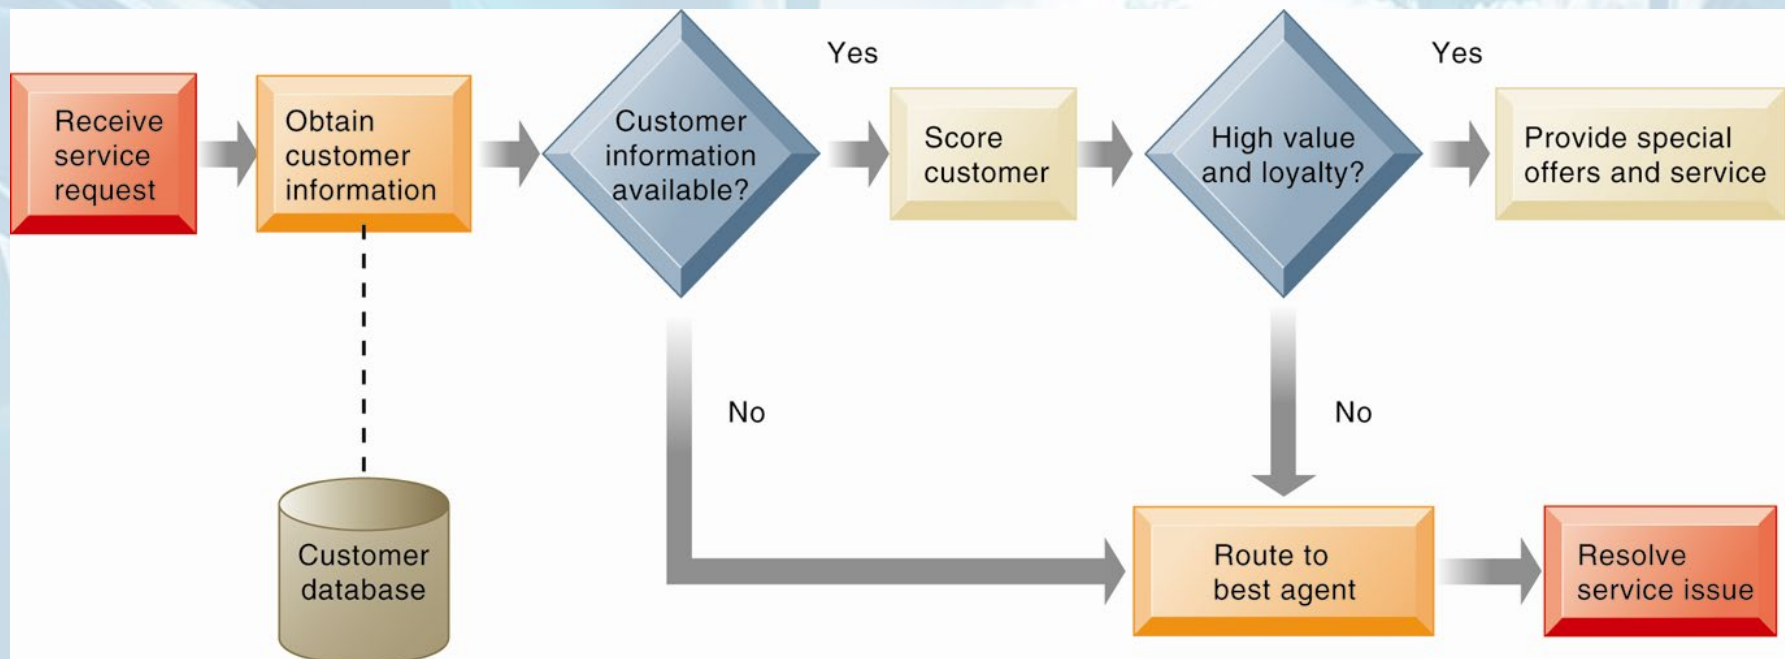 Receive
service
request
Obtain
customer
information
Customer
information
available?
Yes
Score
customer
High value
and loyalty?
Yes
Provide special
offers and service
No
No
Customer
database
Route to
best agent
Resolve
service issue